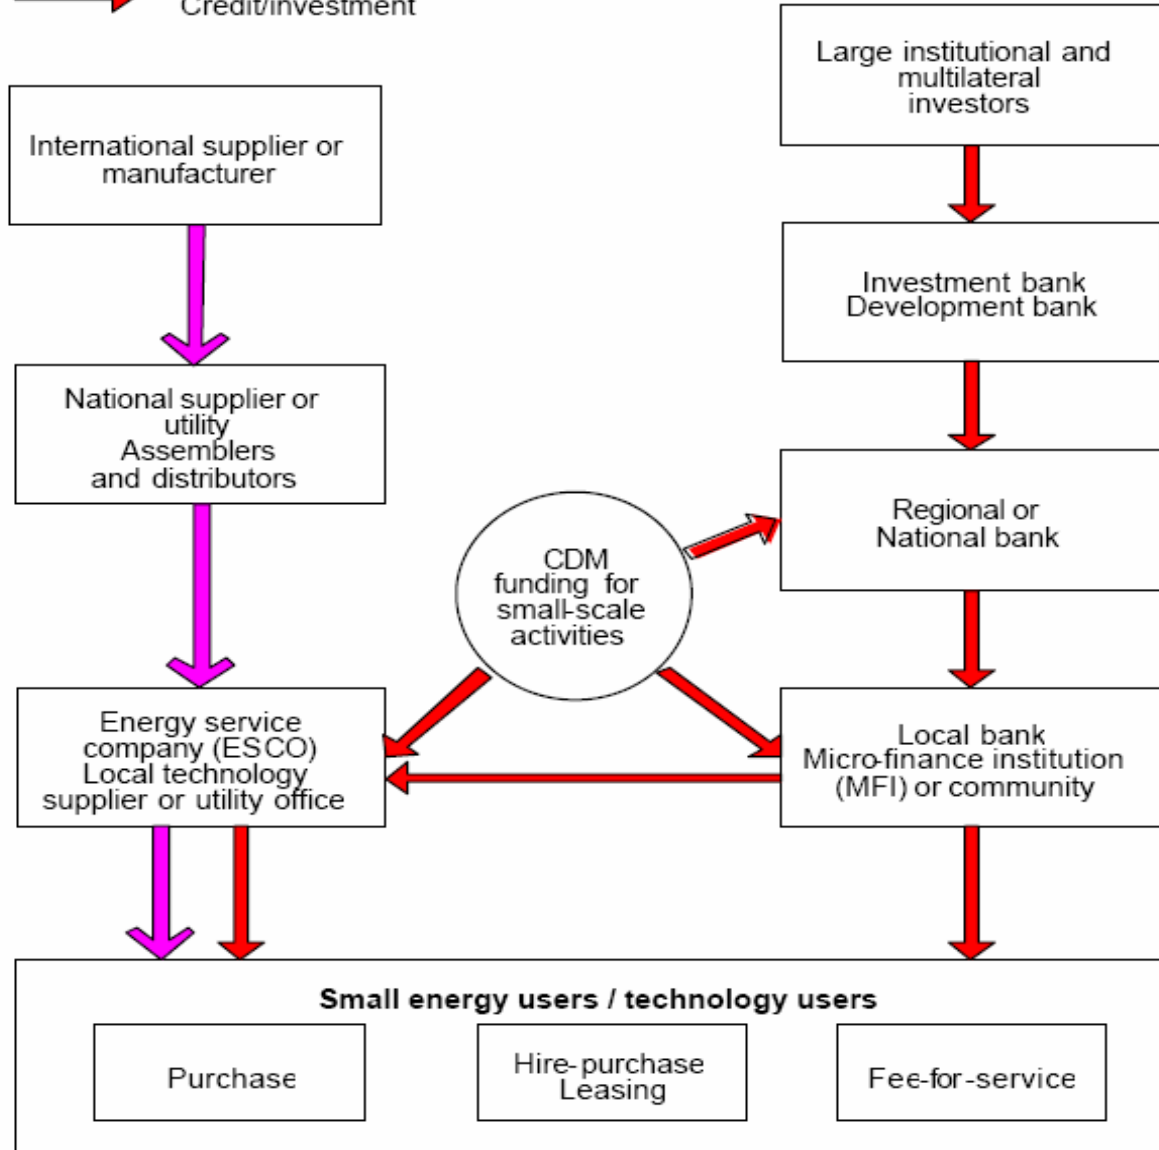 Credit/investment
Large institutional and
multilateral
investors
International supplier or
manufacturer
Investment bank
Development bank
National supplier or
utility
Assemblers
and distributors
Regional or
National bank
CDM
funding for
small-scale
activities
Energy service
company (ESCO)
Local technology
supplier or utility office
Local bank
Micro-finance institution
(MFI) or community
Small energy users / technology users
Purchase
Hire-purchase
Leasing
Fee-for-service